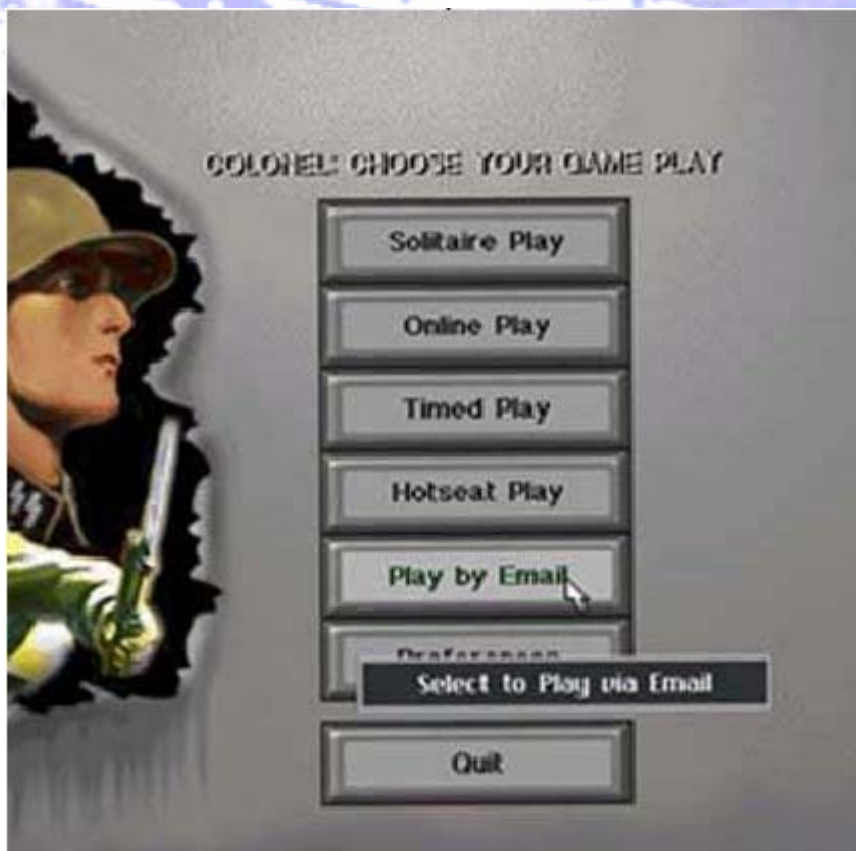 COLONEL: CHOOSE YOUR GAME PLAY
Solitaire Play
Online Play
Timed Play
Hotseat Play
Play by Email
Preferences
Select to Play via Email
Quit